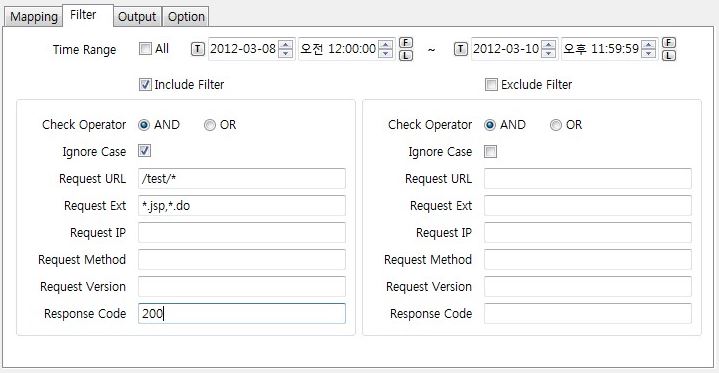 Mapping Filter Output Option
Time Range All T 2012-03-08 오전 12:00:00 F L ~ T 2012-03-10 오후 11:59:59 F L
Include Filter Exclude Filter
Check Operator AND OR Check Operator AND OR
Ignore Case Ignore Case
Request URL /test/* Request URL
Request Ext *.jsp,*.do Request Ext
Request IP Request IP
Request Method Request Method
Request Version Request Version
Response Code 200 Response Code